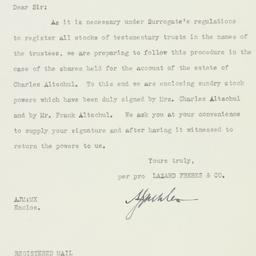 Dear Sir:
As it is necessary under Surrogate's regulations
to register all stocks of testamentary trusts in the names of
the trustees, we are preparing to follow this procedure in the
case of the shares held for the account of the estate of
Charles Altschul. To this end we are enclosing sundry stock
powers which have been duly signed by Mrs. Charles Altschul
and by Mr. Frank Altschul. We ask you at your convenience
to supply your signature and after having it witnessed to
return the powers to us.
Yours truly,
per pro LAZARD FRERES & CO.
AJM:MX
Enclos.
REGISTERED MAIL